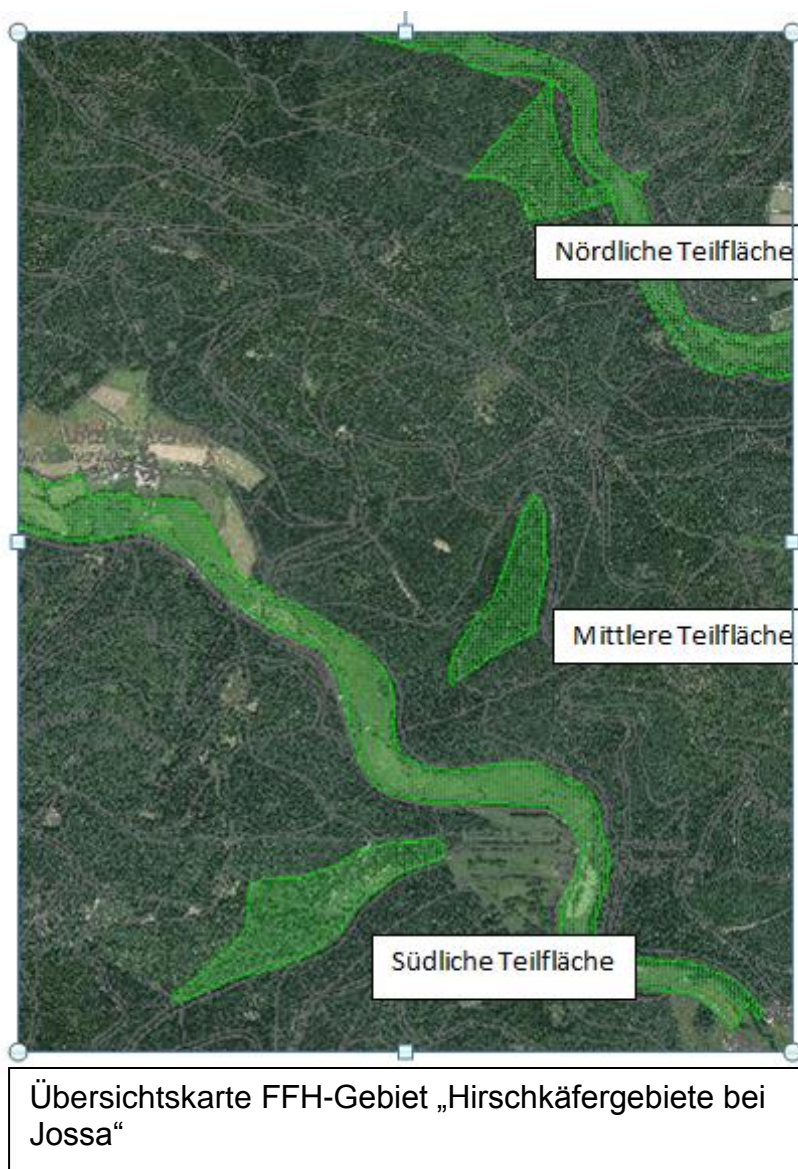 Nördliche Teilfläche
Mittlere Teilfläche
Südliche Teilfläche
Übersichtskarte FFH-Gebiet „Hirschkäfergebiete bei
Jossa“